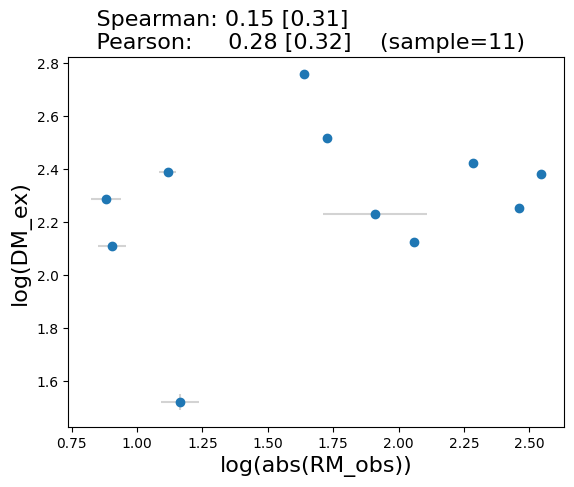 Spearman: 0.15 [0.31]
Pearson: 0.28 [0.32] (sample=11)
2.8
2.6
2.4
2.2
2.0
1.8
1.6
log(DM_ex)
0.75 1.00 1.25 1.50 1.75 2.00 2.25 2.50
log(abs(RM_obs))